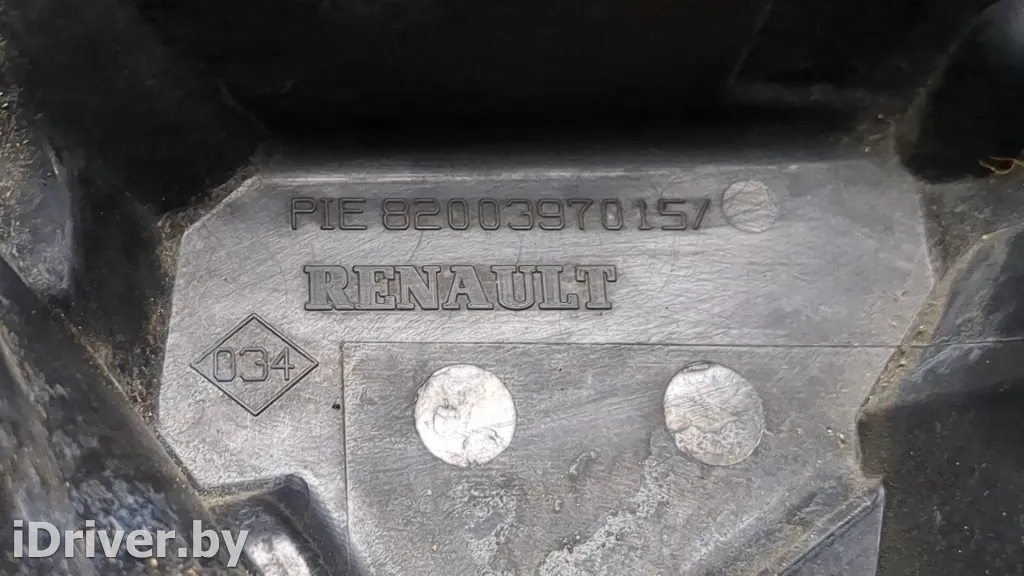 PIE 8200397015/
RENAULT
034
iDriver.by